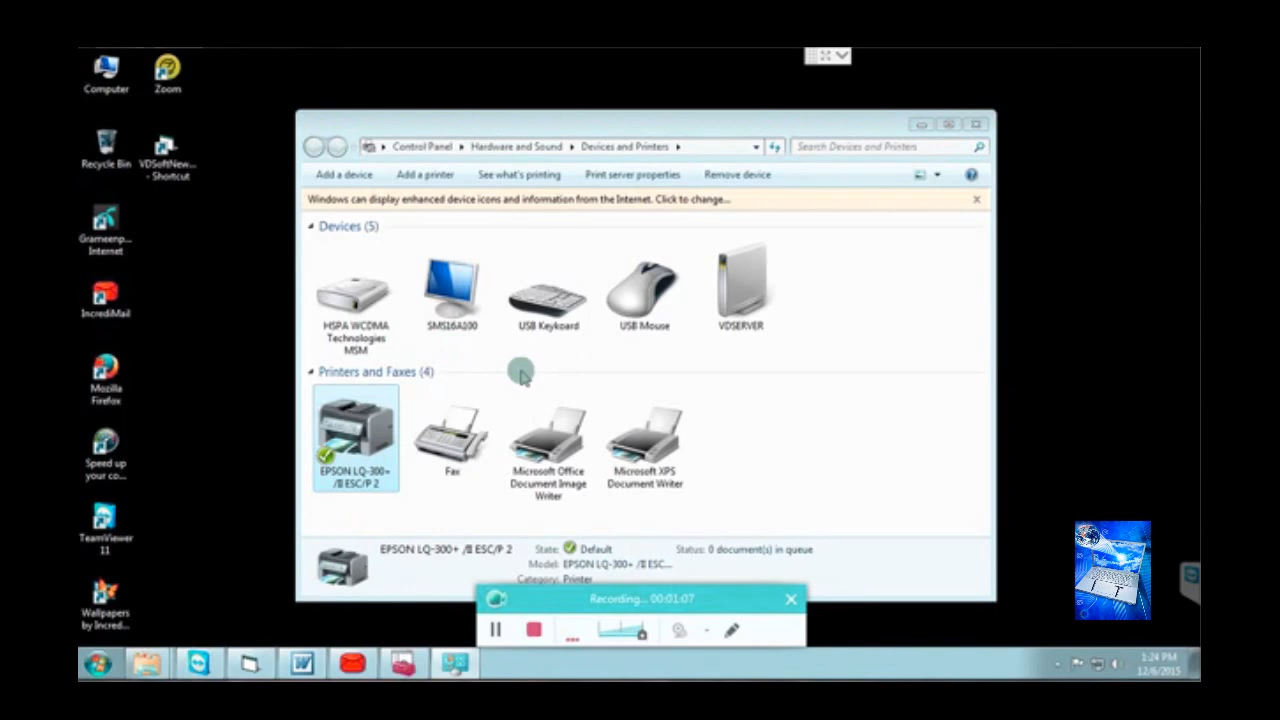 Computer
Zoom
Recycle Bin
VDSoftNew...
- Shortcut
Grameenp...
Internet
IncrediMail
Mozilla
Firefox
Speed up
your co...
TeamViewer
11
Wallpapers
by Incred...
Control Panel
Hardware and Sound
Devices and Printers
Search Devices and Printers
Add a device
Add a printer
See what's printing
Print server properties
Remove device
Windows can display enhanced device icons and information from the Internet. Click to change...
Devices (5)
HSPA WCDMA
Technologies
MSM
SMS16A100
USB Keyboard
USB Mouse
VDSERVER
Printers and Faxes (4)
EPSON LQ-300+
/II ESC/P 2
Fax
Microsoft Office
Document Image
Writer
Microsoft XPS
Document Writer
EPSON LQ-300+ /II ESC/P 2
State: Default
Status: 0 document(s) in queue
Model: EPSON LQ-300+ /II ESC...
Category: Printer
Recording... 00:01:07
1:24 PM
12/6/2015